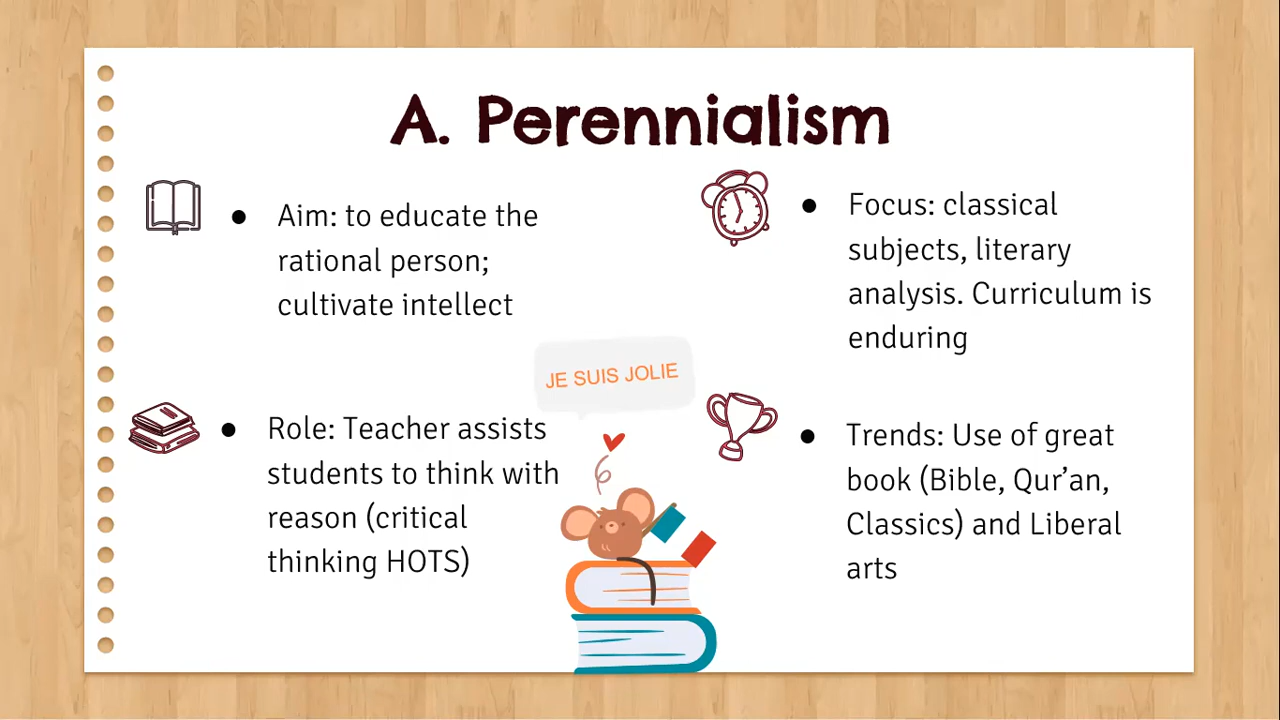 A. Perennialism
● Aim: to educate the
rational person;
cultivate intellect
● Focus: classical
subjects, literary
analysis. Curriculum is
enduring
JE SUIS JOLIE
● Role: Teacher assists
students to think with
reason (critical
thinking HOTS)
● Trends: Use of great
book (Bible, Qur’an,
Classics) and Liberal
arts